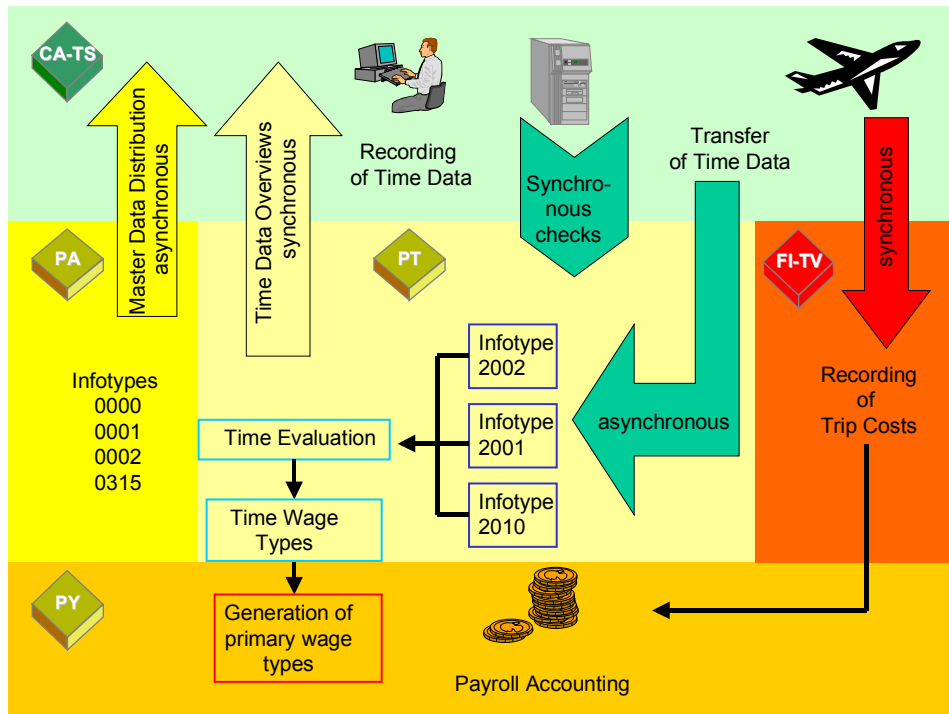 CA-TS
Master Data Distribution
asynchronous
Time Data Overviews
synchronous
Recording
of Time Data
Synchro-
nous
checks
Transfer
of Time Data
synchronous
PA
PT
FI-TV
Infotypes
0000
0001
0002
0315
Infotype
2002
Infotype
2001
Infotype
2010
asynchronous
Recording
of
Trip Costs
Time Evaluation
Time Wage
Types
PY
Generation of
primary wage
types
Payroll Accounting